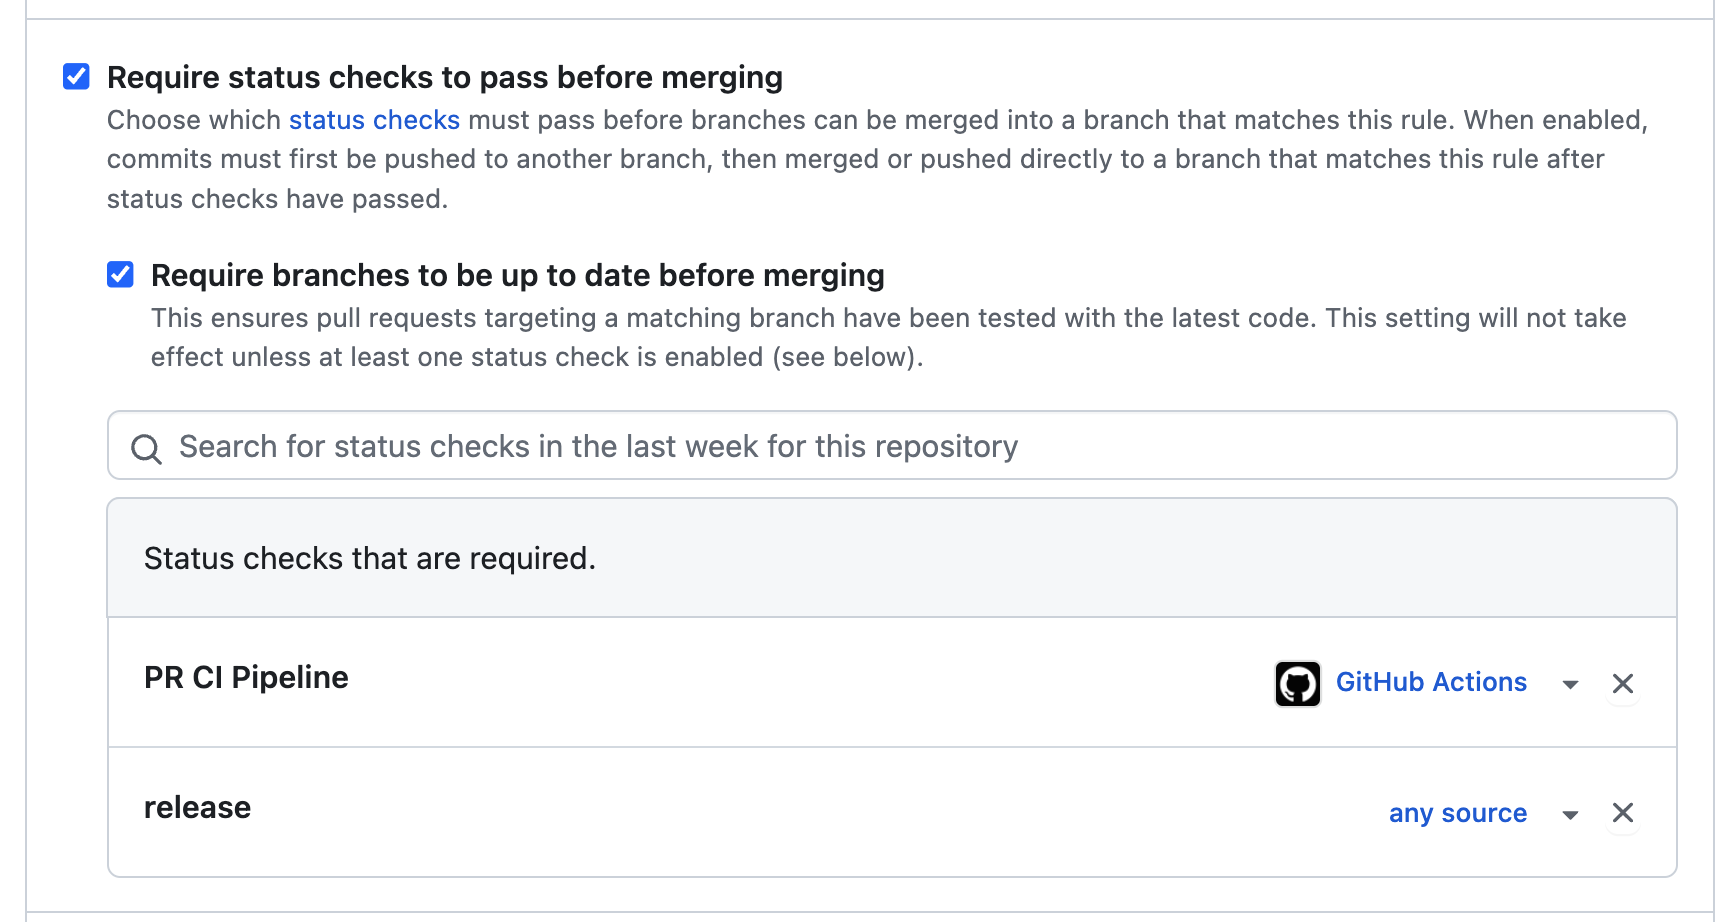 Require status checks to pass before merging
Choose which status checks must pass before branches can be merged into a branch that matches this rule. When enabled,
commits must first be pushed to another branch, then merged or pushed directly to a branch that matches this rule after
status checks have passed.
Require branches to be up to date before merging
This ensures pull requests targeting a matching branch have been tested with the latest code. This setting will not take
effect unless at least one status check is enabled (see below).
Search for status checks in the last week for this repository
Status checks that are required.
PR CI Pipeline GitHub Actions
release any source